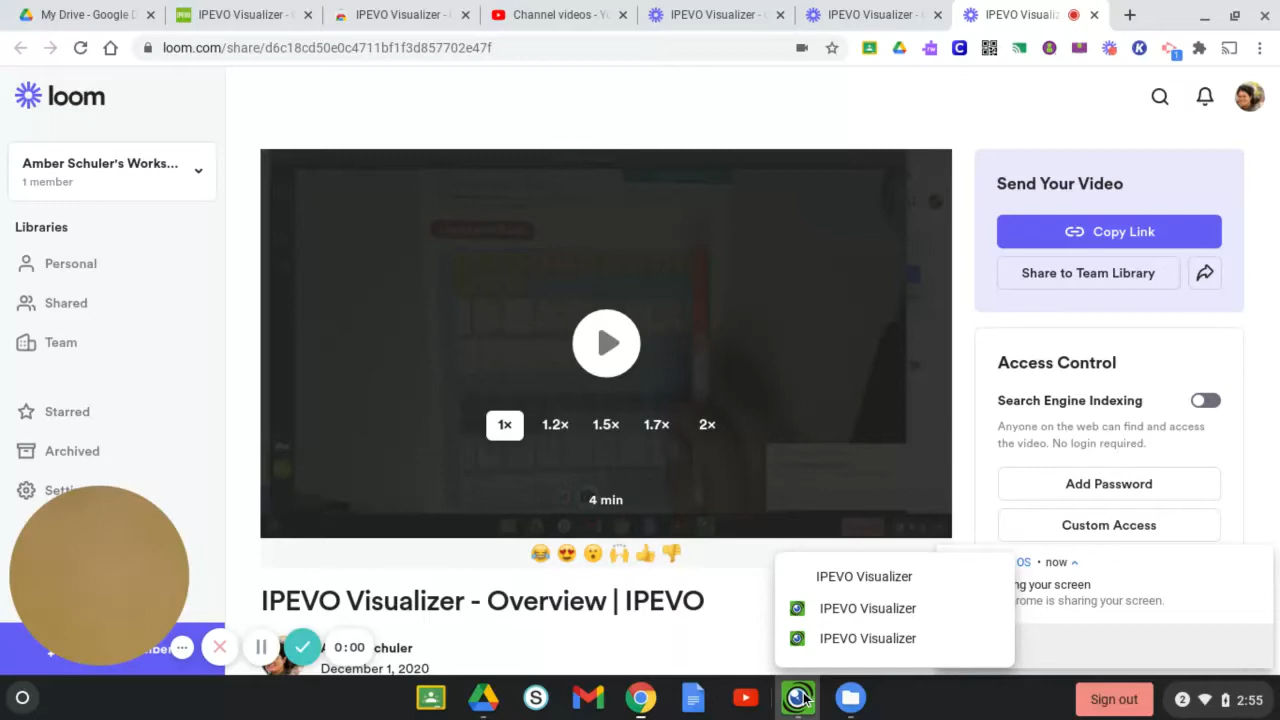 My Drive - Google D
IPEVO Visualizer -
IPEVO Visualizer -
Channel videos - Yo
IPEVO Visualizer -
IPEVO Visualizer -
IPEVO Visualiz
loom.com/share/d6c18cd50e0c4711bf1f3d857702e47f
1
loom
Amber Schuler's Works...
1 member
Libraries
Personal
Shared
Team
Starred
Archived
Setti
1×
1.2×
1.5×
1.7×
2×
4 min
Send Your Video
Copy Link
Share to Team Library
Access Control
Search Engine Indexing
Anyone on the web can find and access
the video. No login required.
Add Password
Custom Access
IPEVO Visualizer - Overview | IPEVO
chuler
December 1, 2020
0:00
IPEVO Visualizer
IPEVO Visualizer
IPEVO Visualizer
OS • now
ng your screen
rome is sharing your screen.
Sign out
2
2:55